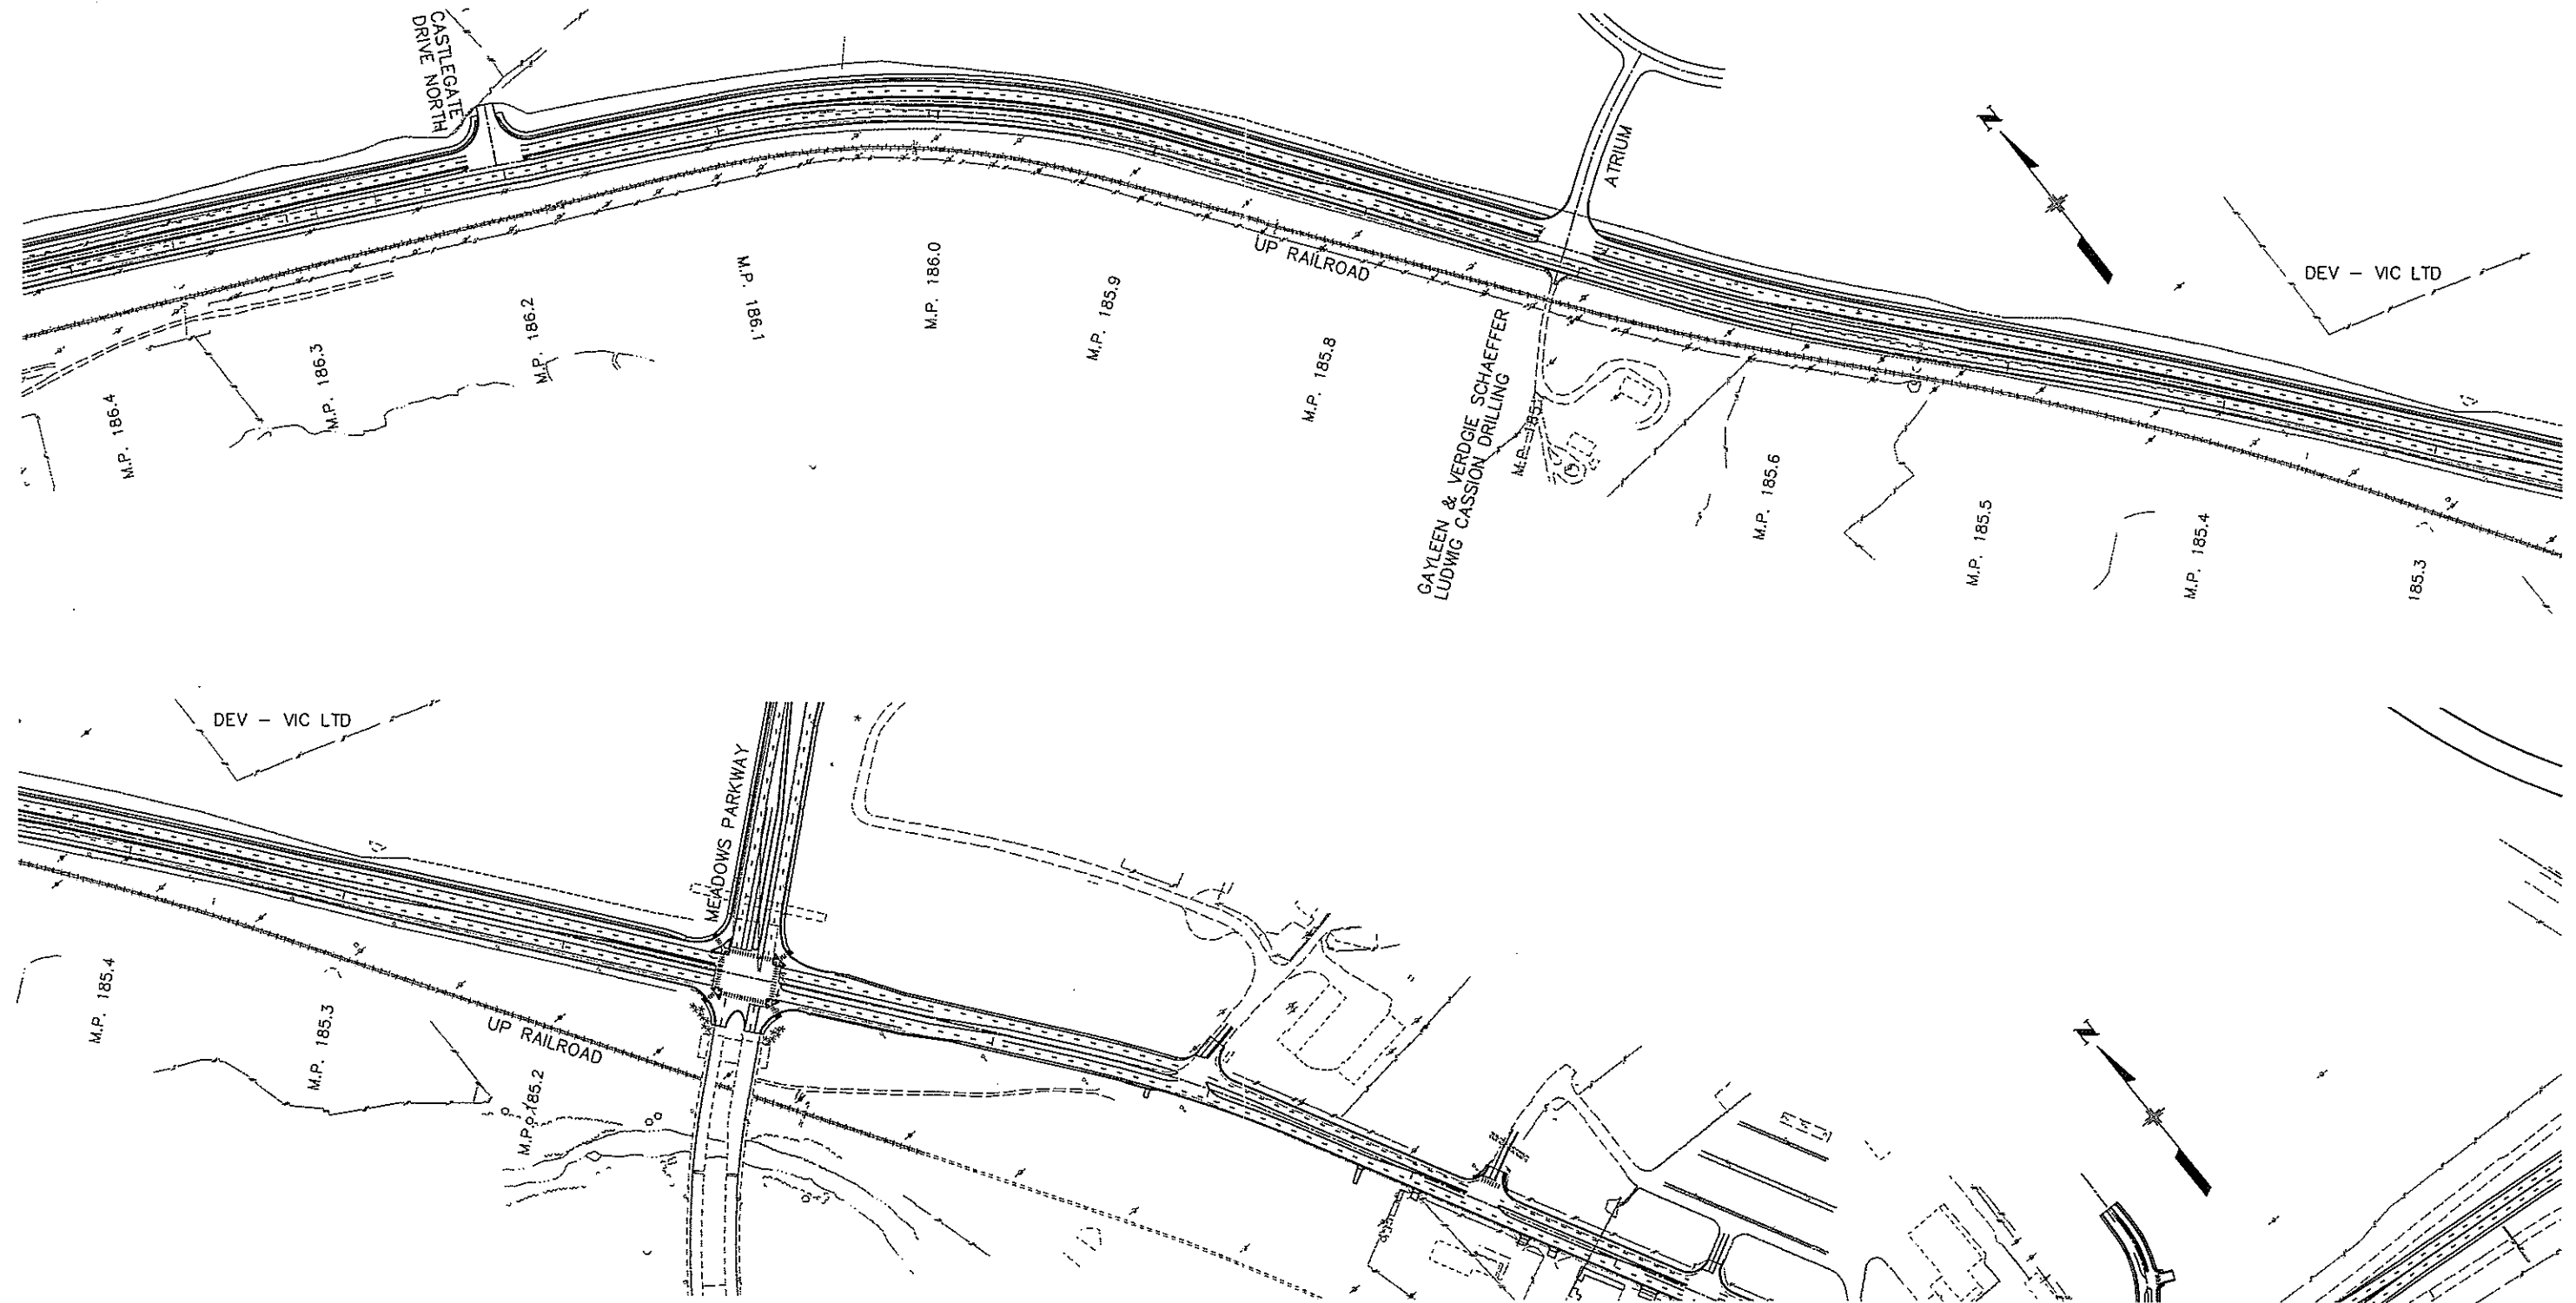 CASTLEGATE
DRIVE NORTH
ATRIUM
N
DEV – VIC LTD
UP RAILROAD
M.P. 186.4
M.P. 186.3
M.P. 186.2
M.P. 186.1
M.P. 186.0
M.P. 185.9
M.P. 185.8
GAYLEEN & VERDGIE SCHAEFFER
LUDWIG CASSION DRILLING
M.P. 185.7
M.P. 185.6
M.P. 185.5
M.P. 185.4
185.3
DEV – VIC LTD
MEADOWS PARKWAY
M.P. 185.4
M.P. 185.3
UP RAILROAD
M.P. 185.2
N